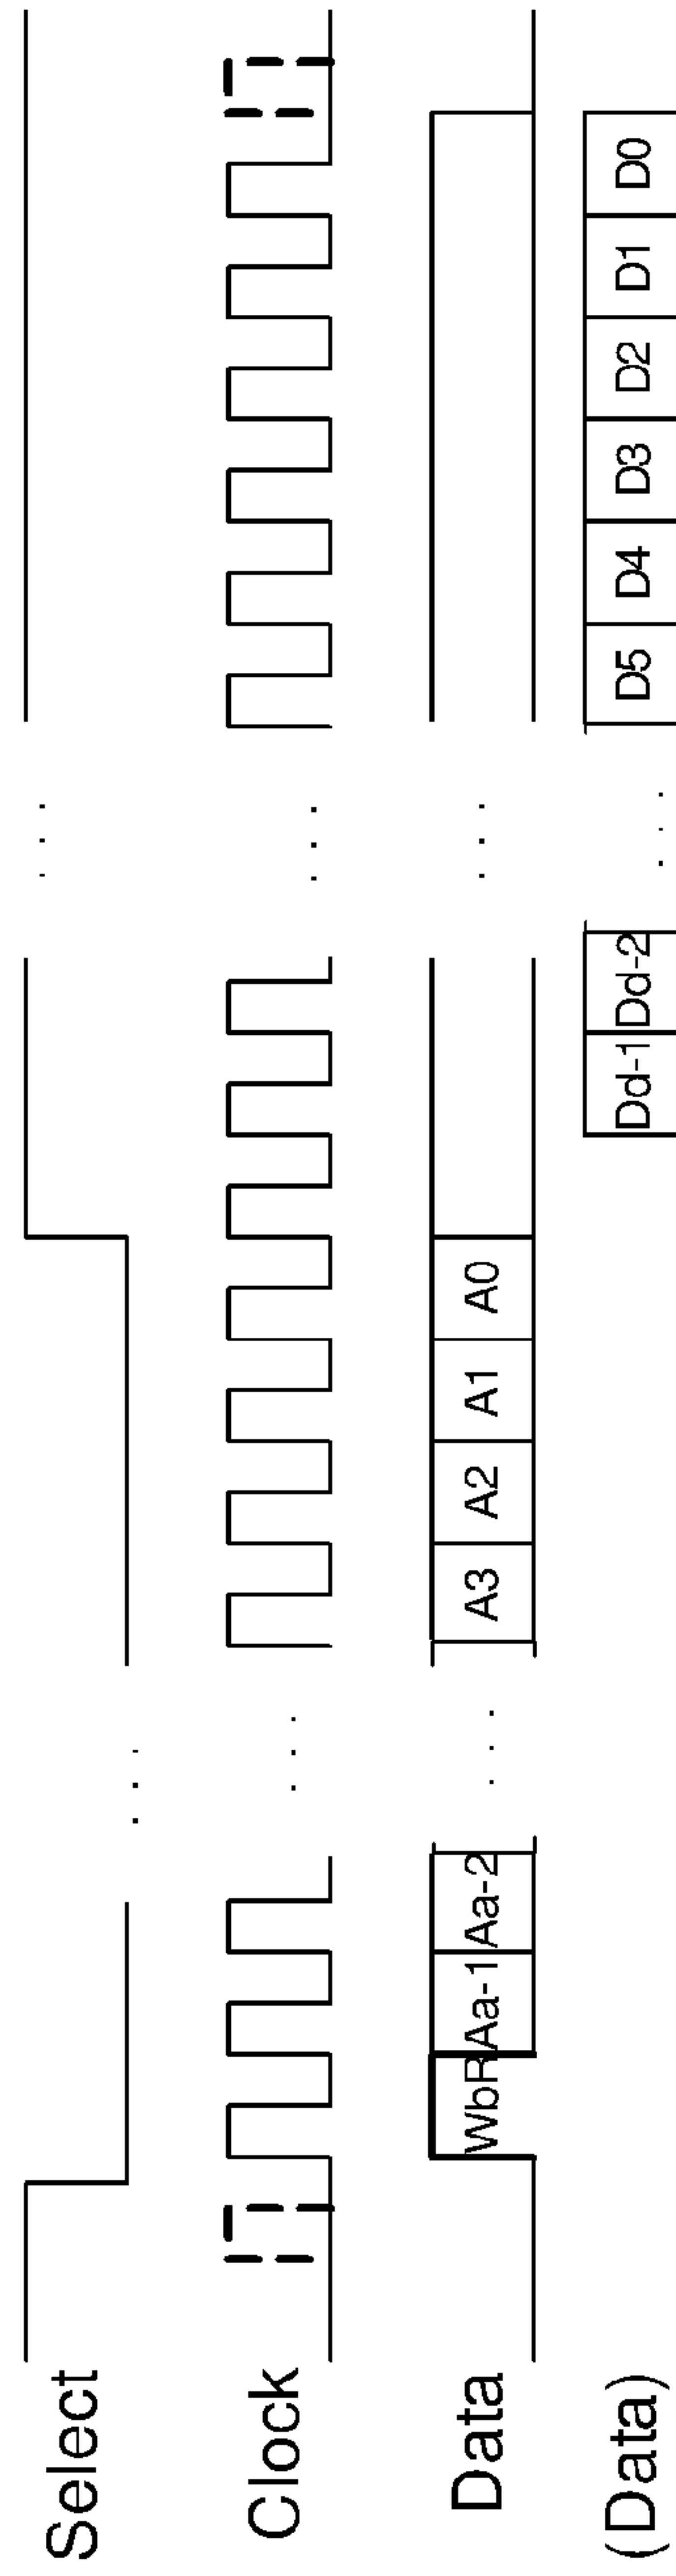 Select
Clock
Data WbR Aa-1 Aa-2 . . . A3 A2 A1 A0
(Data) Dd-1 Dd-2 . . . D5 D4 D3 D2 D1 D0